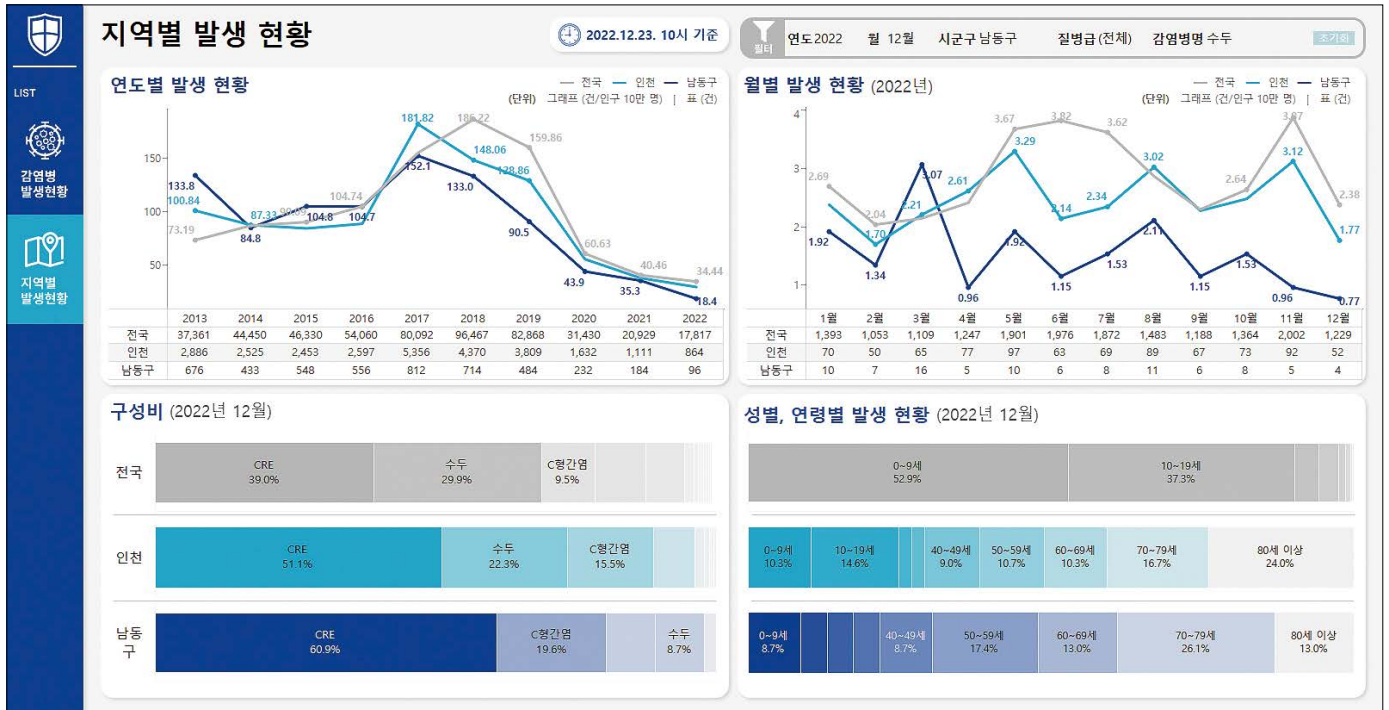 지역별 발생 현황
2022.12.23. 10시 기준
필터
연도 2022 월 12월 시군구 남동구 질병급 (전체) 감염병명 수두
초기화
LIST
감염병
발생현황
지역별
발생현황
연도별 발생 현황
전국 인천 남동구
(단위) 그래프 (건/인구 10만 명) | 표 (건)
150
100
50
133.8
100.84
73.19
87.33
84.8
90.69
104.8
104.74
104.7
181.82
152.1
186.22
148.06
133.0
159.86
128.86
90.5
60.63
43.9
40.46
35.3
34.44
18.4
2013 2014 2015 2016 2017 2018 2019 2020 2021 2022
전국 37,361 44,450 46,330 54,060 80,092 96,467 82,868 31,430 20,929 17,817
인천 2,886 2,525 2,453 2,597 5,356 4,370 3,809 1,632 1,111 864
남동구 676 433 548 556 812 714 484 232 184 96
월별 발생 현황 (2022년)
전국 인천 남동구
(단위) 그래프 (건/인구 10만 명) | 표 (건)
4
3
2
1
2.69
1.92
2.04
1.70
1.34
3.07
2.21
2.61
0.96
3.67
3.29
1.92
3.82
2.14
1.15
3.62
2.34
1.53
3.02
2.11
1.15
2.64
1.53
3.87
3.12
0.96
2.38
1.77
0.77
1월 2월 3월 4월 5월 6월 7월 8월 9월 10월 11월 12월
전국 1,393 1,053 1,109 1,247 1,901 1,976 1,872 1,483 1,188 1,364 2,002 1,229
인천 70 50 65 77 97 63 69 89 67 73 92 52
남동구 10 7 16 5 10 6 8 11 6 8 5 4
구성비 (2022년 12월)
전국
CRE 수두 C형간염
39.0% 29.9% 9.5%
인천
CRE 수두 C형간염
51.1% 22.3% 15.5%
남동
구
CRE C형간염 수두
60.9% 19.6% 8.7%
성별, 연령별 발생 현황 (2022년 12월)
0~9세 10~19세
52.9% 37.3%
0~9세 10~19세 40~49세 50~59세 60~69세 70~79세 80세 이상
10.3% 14.6% 9.0% 10.7% 10.3% 16.7% 24.0%
0~9세 40~49세 50~59세 60~69세 70~79세 80세 이상
8.7% 8.7% 17.4% 13.0% 26.1% 13.0%